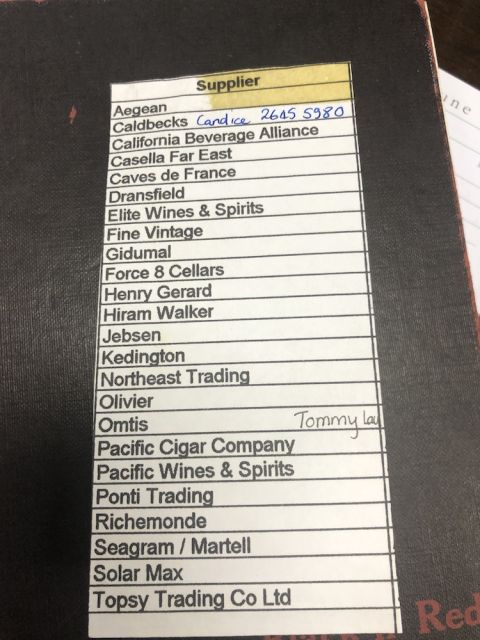 Supplier
Aegean
Caldbecks Candice 2615 5980
California Beverage Alliance
Casella Far East
Caves de France
Dransfield
Elite Wines & Spirits
Fine Vintage
Gidumal
Force 8 Cellars
Henry Gerard
Hiram Walker
Jebsen
Kedington
Northeast Trading
Olivier
Omtis Tommy Lau
Pacific Cigar Company
Pacific Wines & Spirits
Ponti Trading
Richemonde
Seagram / Martell
Solar Max
Topsy Trading Co Ltd
Red